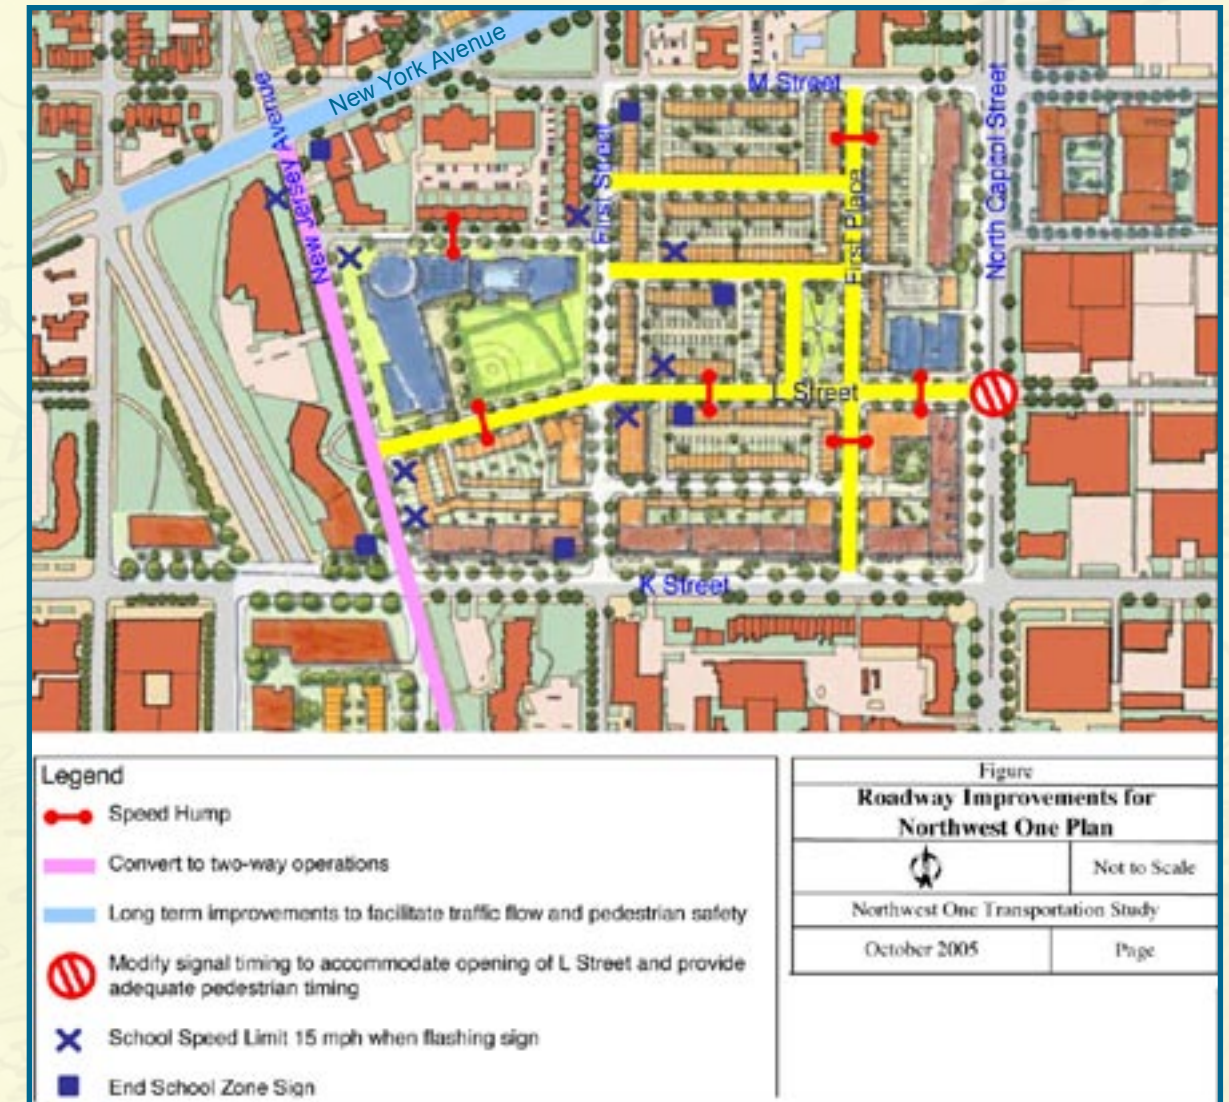 New York Avenue
M Street
New Jersey Avenue
First Street
First Place
North Capitol Street
L Street
K Street
Legend
Speed Hump
Convert to two-way operations
Long term improvements to facilitate traffic flow and pedestrian safety
Modify signal timing to accommodate opening of L Street and provide
adequate pedestrian timing
School Speed Limit 15 mph when flashing sign
End School Zone Sign
Figure
Roadway Improvements for
Northwest One Plan
Not to Scale
Northwest One Transportation Study
October 2005
Page